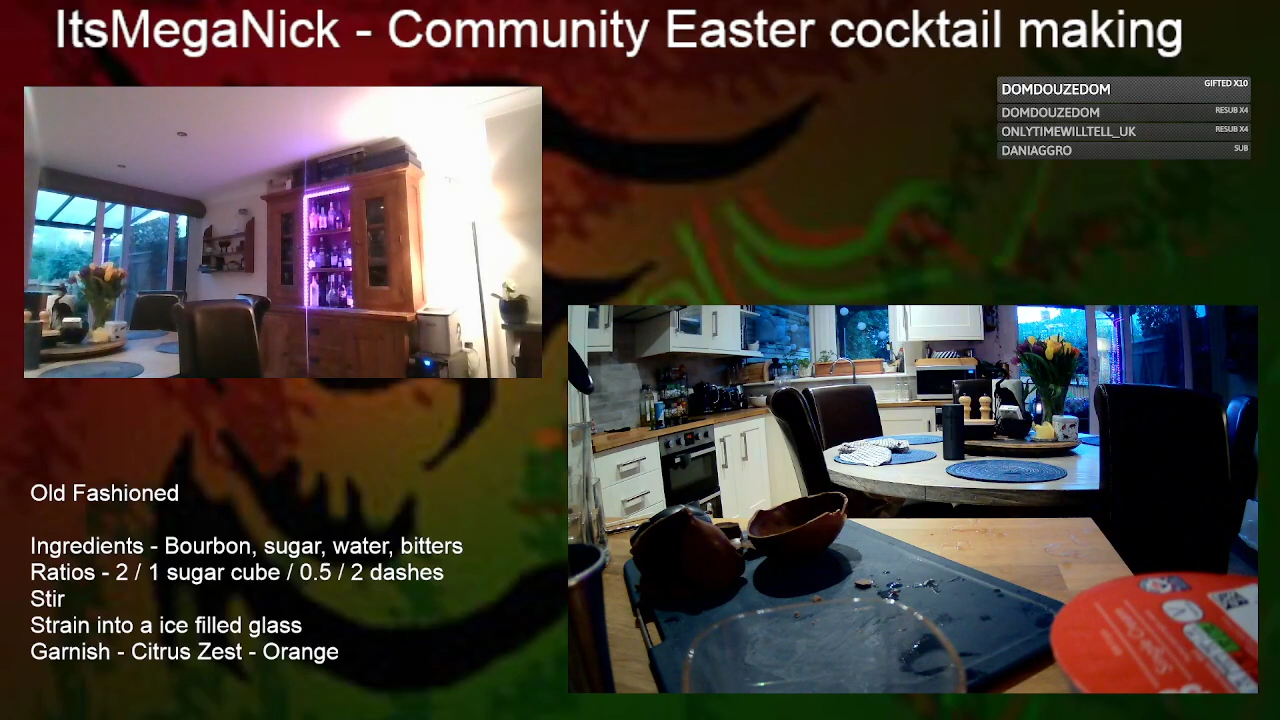 ItsMegaNick - Community Easter cocktail making
DOMDOUZEDOM GIFTED X10
DOMDOUZEDOM RESUB X4
ONLYTIMEWILLTELL_UK RESUB X4
DANIAGGRO SUB
Old Fashioned
Ingredients - Bourbon, sugar, water, bitters
Ratios - 2 / 1 sugar cube / 0.5 / 2 dashes
Stir
Strain into a ice filled glass
Garnish - Citrus Zest - Orange